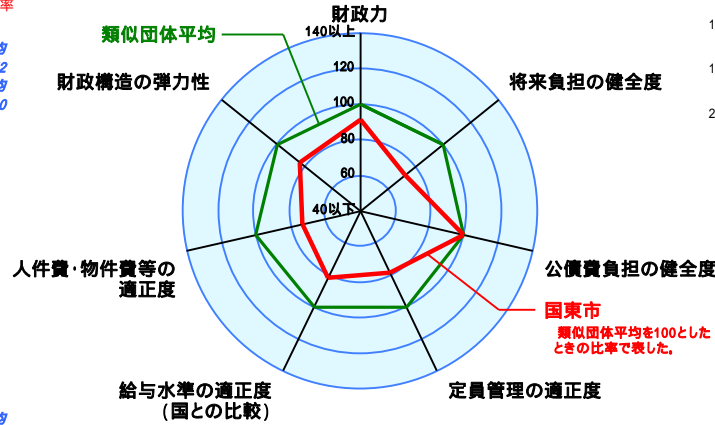 率
財政力
類似団体平均
140以上
均
2
均
0
財政構造の弾力性
120
将来負担の健全度
100
80
60
40以下
1
1
2
人件費・物件費等の
適正度
公債費負担の健全度
国東市
類似団体平均を100とした
ときの比率で表した。
給与水準の適正度
(国との比較)
定員管理の適正度
均